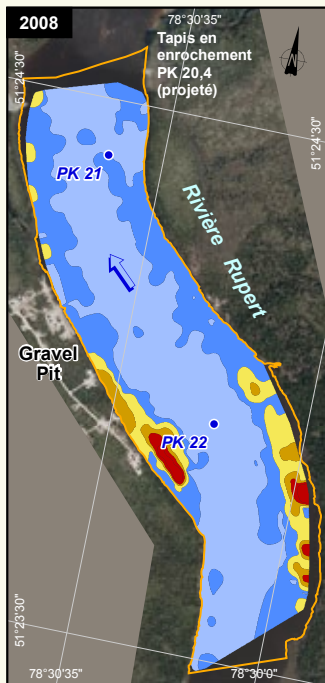 2008
78°30'35"
Tapis en
enrochement
PK 20,4
(projeté)
51°24'30"
51°24'30"
PK 21
Rivière Rupert
Gravel
Pit
PK 22
51°23'30"
78°30'35"
78°30'0"